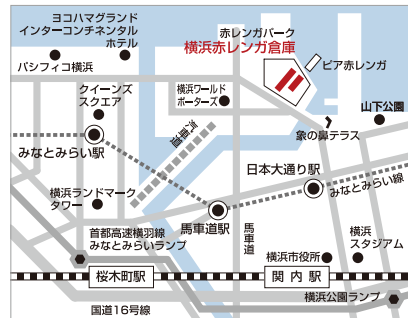 ヨコハマグランド
インターコンチネンタル
ホテル
パシフィコ横浜
赤レンガパーク
横浜赤レンガ倉庫
ピア赤レンガ
クイーンズ
スクエア
横浜ワールド
ポーターズ
山下公園
汽車道
象の鼻テラス
みなとみらい駅
日本大通り駅
みなとみらい線
横浜ランドマーク
タワー
馬車道駅
馬車道
首都高速横羽線
みなとみらいランプ
横浜市役所
横浜
スタジアム
桜木町駅
関内駅
横浜公園ランプ
国道16号線